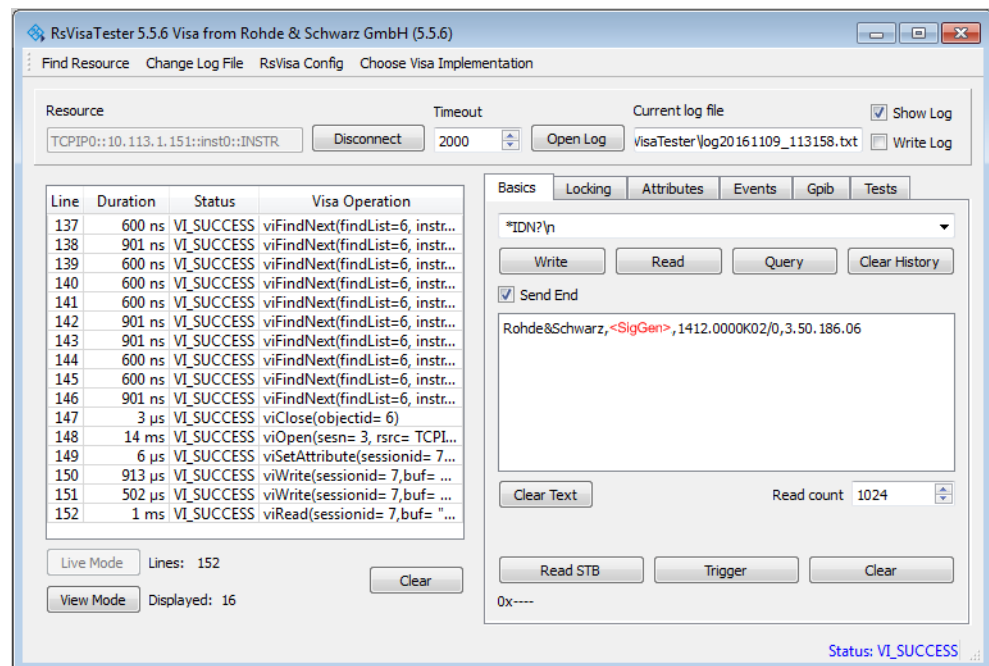 RsVisaTester 5.5.6 Visa from Rohde & Schwarz GmbH (5.5.6)
Find Resource Change Log File RsVisa Config Choose Visa Implementation
Resource Timeout Current log file Show Log
TCPIP0::10.113.1.151::inst0::INSTR Disconnect 2000 Open Log VisaTester\log20161109_113158.txt Write Log
Line Duration Status Visa Operation
137 600 ns VI_SUCCESS viFindNext(findList=6, instr...
138 901 ns VI_SUCCESS viFindNext(findList=6, instr...
139 600 ns VI_SUCCESS viFindNext(findList=6, instr...
140 600 ns VI_SUCCESS viFindNext(findList=6, instr...
141 600 ns VI_SUCCESS viFindNext(findList=6, instr...
142 901 ns VI_SUCCESS viFindNext(findList=6, instr...
143 901 ns VI_SUCCESS viFindNext(findList=6, instr...
144 600 ns VI_SUCCESS viFindNext(findList=6, instr...
145 600 ns VI_SUCCESS viFindNext(findList=6, instr...
146 901 ns VI_SUCCESS viFindNext(findList=6, instr...
147 3 µs VI_SUCCESS viClose(objectid= 6)
148 14 ms VI_SUCCESS viOpen(sesn= 3, rsrc= TCPI...
149 6 µs VI_SUCCESS viSetAttribute(sessionid= 7...
150 913 µs VI_SUCCESS viWrite(sessionid= 7,buf= ...
151 502 µs VI_SUCCESS viWrite(sessionid= 7,buf= ...
152 1 ms VI_SUCCESS viRead(sessionid= 7,buf= "...
Live Mode Lines: 152
Clear
View Mode Displayed: 16
Basics Locking Attributes Events Gpib Tests
*IDN?\n
Write Read Query Clear History
Send End
Rohde&Schwarz,<SigGen>,1412.0000K02/0,3.50.186.06
Clear Text Read count 1024
Read STB Trigger Clear
0x----
Status: VI_SUCCESS